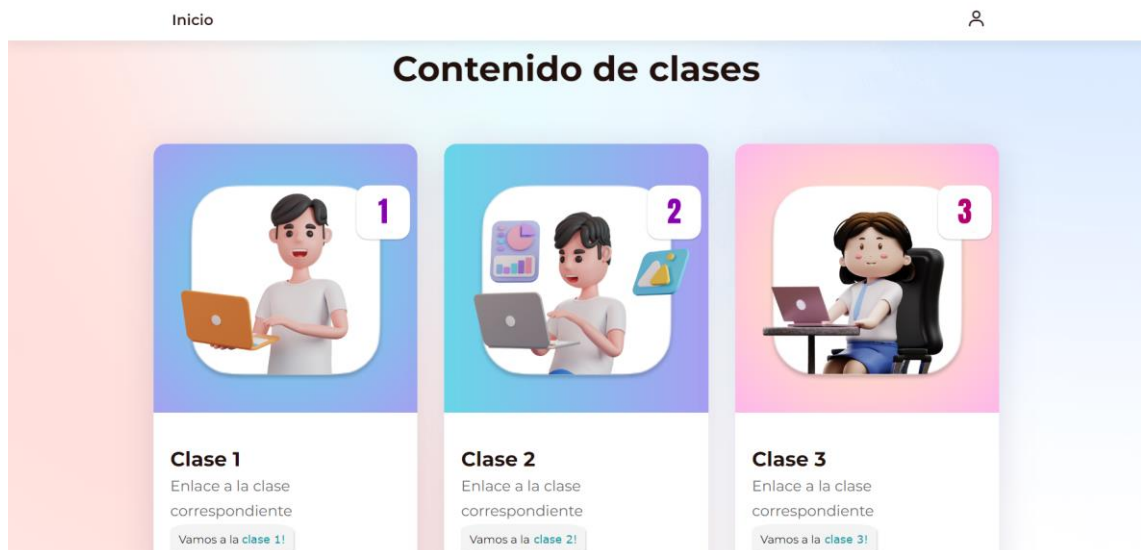 Inicio
Contenido de clases
1
2
3
Clase 1
Enlace a la clase
correspondiente
Vamos a la clase 1!
Clase 2
Enlace a la clase
correspondiente
Vamos a la clase 2!
Clase 3
Enlace a la clase
correspondiente
Vamos a la clase 3!